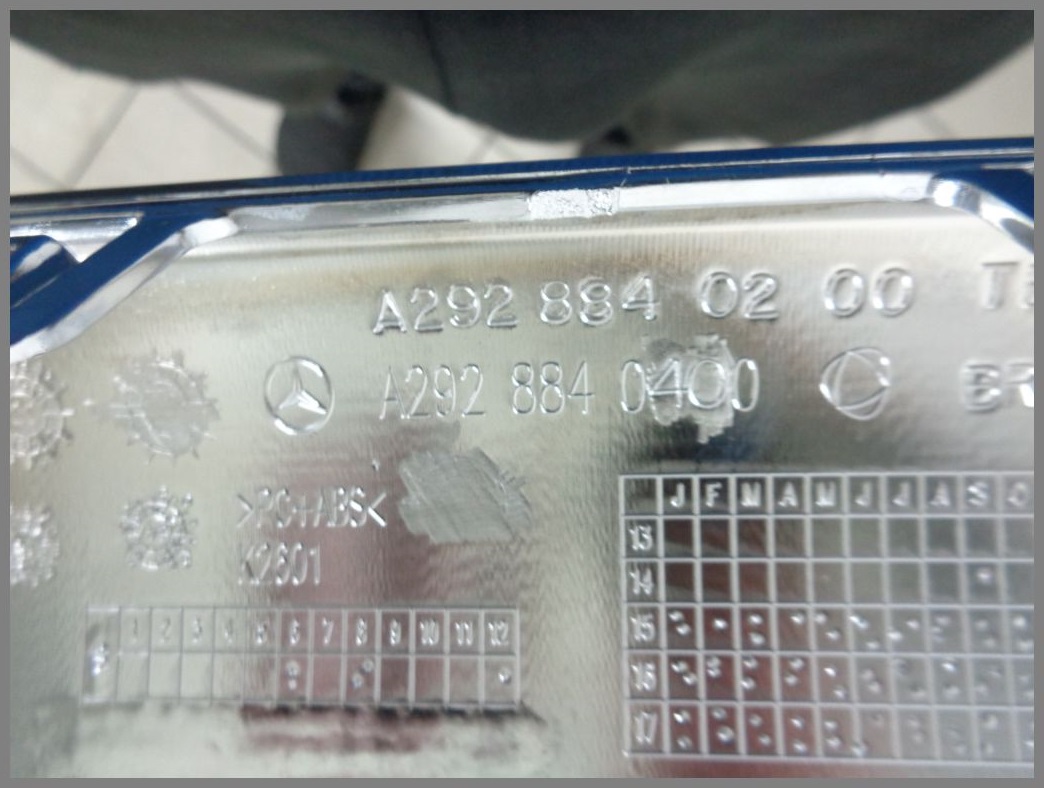 A292 884 02 00
A292 884 0400
>PC+ABS<
K2601
1 2 3 4 5 6 7 8 9 10 11 12
J F M A M J J A S O
13
14
15
16
17